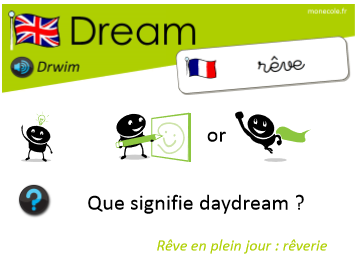 monecole.fr
Dream
Drwim
rêve
or
Que signifie daydream ?
Rêve en plein jour : rêverie